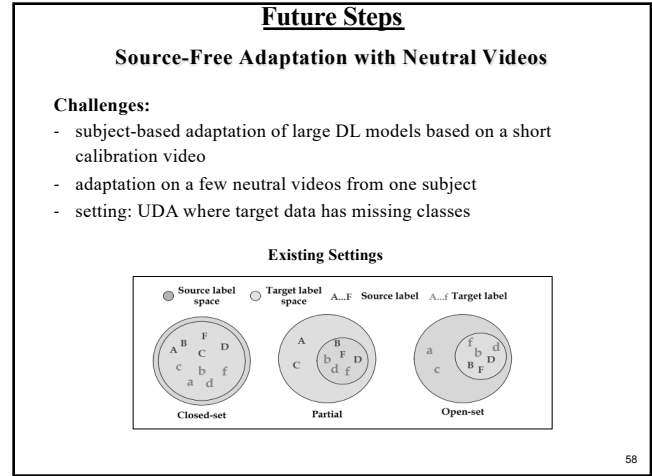 Future Steps
Source-Free Adaptation with Neutral Videos
Challenges:
- subject-based adaptation of large DL models based on a short
calibration video
- adaptation on a few neutral videos from one subject
- setting: UDA where target data has missing classes
Existing Settings
Source label space Target label space A...F Source label A...f Target label
A B F C D c b f a d
A B F C b D d f
a f d b D c B F
Closed-set Partial Open-set
58